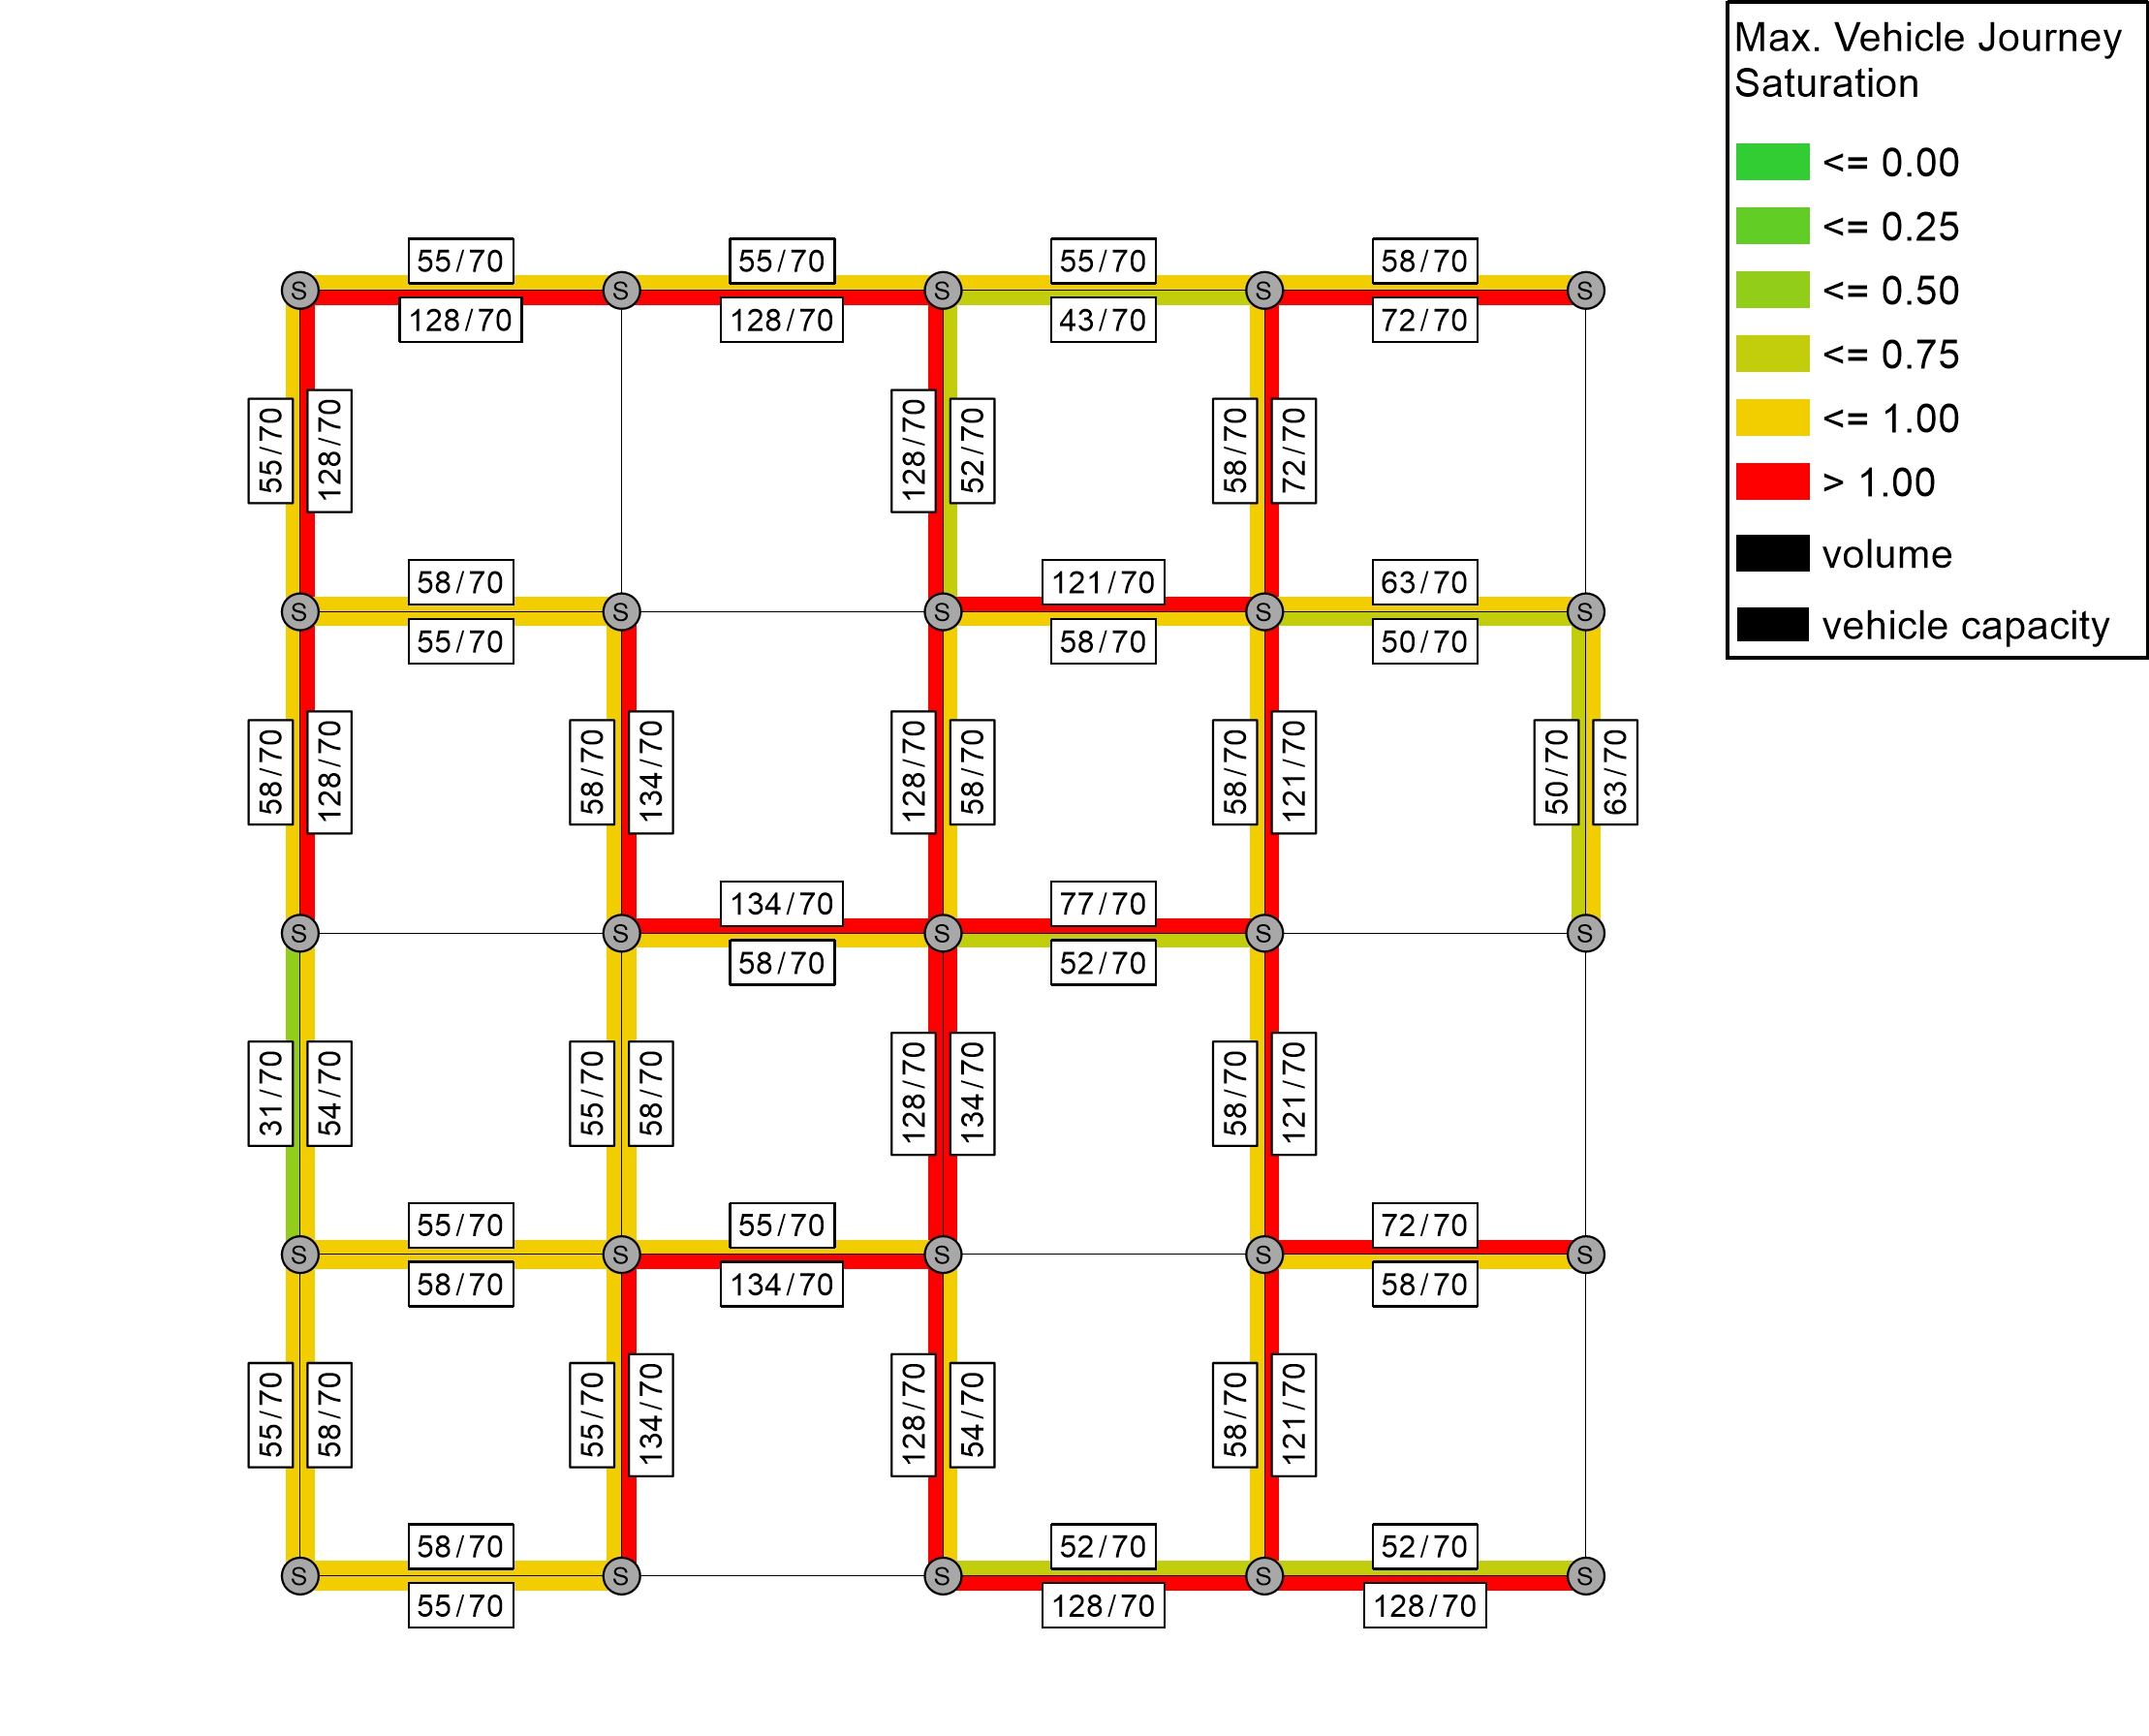 Max. Vehicle Journey
Saturation
<= 0.00
<= 0.25
<= 0.50
<= 0.75
<= 1.00
> 1.00
volume
vehicle capacity
55/70 55/70 55/70 58/70
S S S S S
128/70 128/70 43/70 72/70
55/70 128/70 128/70 52/70 58/70 72/70
58/70 121/70 63/70
S S S S S
55/70 58/70 50/70
58/70 128/70 58/70 134/70 128/70 58/70 58/70 121/70 50/70 63/70
134/70 77/70
S S S S S
58/70 52/70
31/70 54/70 55/70 58/70 128/70 134/70 58/70 121/70
55/70 55/70 72/70
S S S S S
58/70 134/70 58/70
55/70 58/70 55/70 134/70 128/70 54/70 58/70 121/70
58/70 52/70 52/70
S S S S S
55/70 128/70 128/70